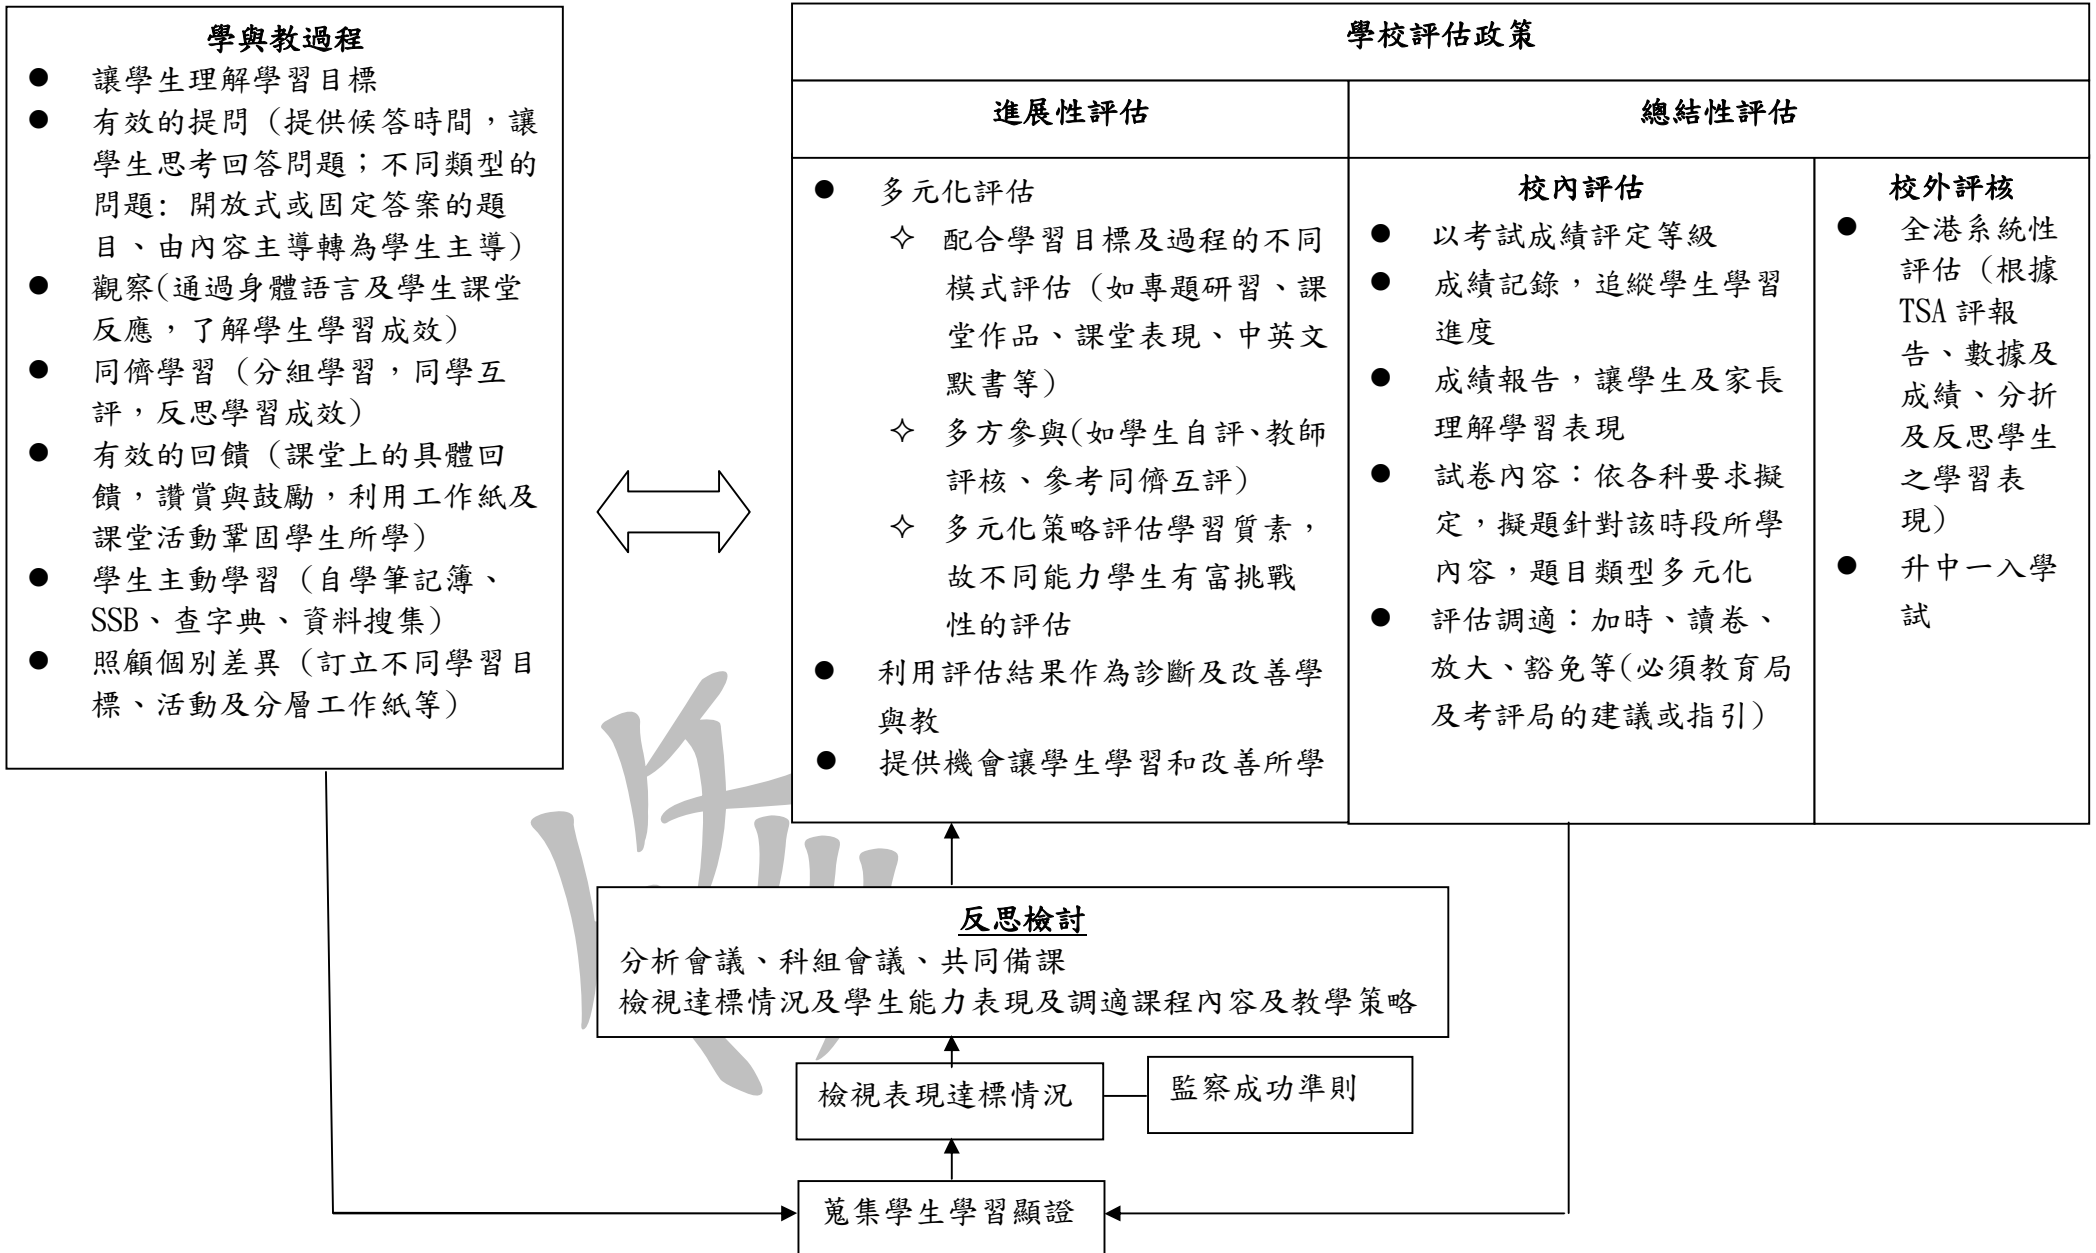 學與教過程
● 讓學生理解學習目標
● 有效的提問（提供候答時間，讓
學生思考回答問題；不同類型的
問題: 開放式或固定答案的題
目、由內容主導轉為學生主導）
● 觀察(通過身體語言及學生課堂
反應，了解學生學習成效）
● 同儕學習（分組學習，同學互
評，反思學習成效）
● 有效的回饋（課堂上的具體回
饋，讚賞與鼓勵，利用工作紙及
課堂活動鞏固學生所學）
● 學生主動學習（自學筆記簿、
SSB、查字典、資料搜集）
● 照顧個別差異（訂立不同學習目
標、活動及分層工作紙等）
學校評估政策
進展性評估
● 多元化評估
✧ 配合學習目標及過程的不同
模式評估（如專題研習、課
堂作品、課堂表現、中英文
默書等）
✧ 多方參與(如學生自評、教師
評核、參考同儕互評）
✧ 多元化策略評估學習質素，
故不同能力學生有富挑戰
性的評估
● 利用評估結果作為診斷及改善學
與教
● 提供機會讓學生學習和改善所學
總結性評估
校內評估
● 以考試成績評定等級
● 成績記錄，追縱學生學習
進度
● 成績報告，讓學生及家長
理解學習表現
● 試卷內容：依各科要求擬
定，擬題針對該時段所學
內容，題目類型多元化
● 評估調適：加時、讀卷、
放大、豁免等(必須教育局
及考評局的建議或指引）
校外評核
● 全港系統性
評估（根據
TSA 評報
告、數據及
成績、分折
及反思學生
之學習表
現）
● 升中一入學
試
反思檢討
分析會議、科組會議、共同備課
檢視達標情況及學生能力表現及調適課程內容及教學策略
檢視表現達標情況
監察成功準則
蒐集學生學習顯證